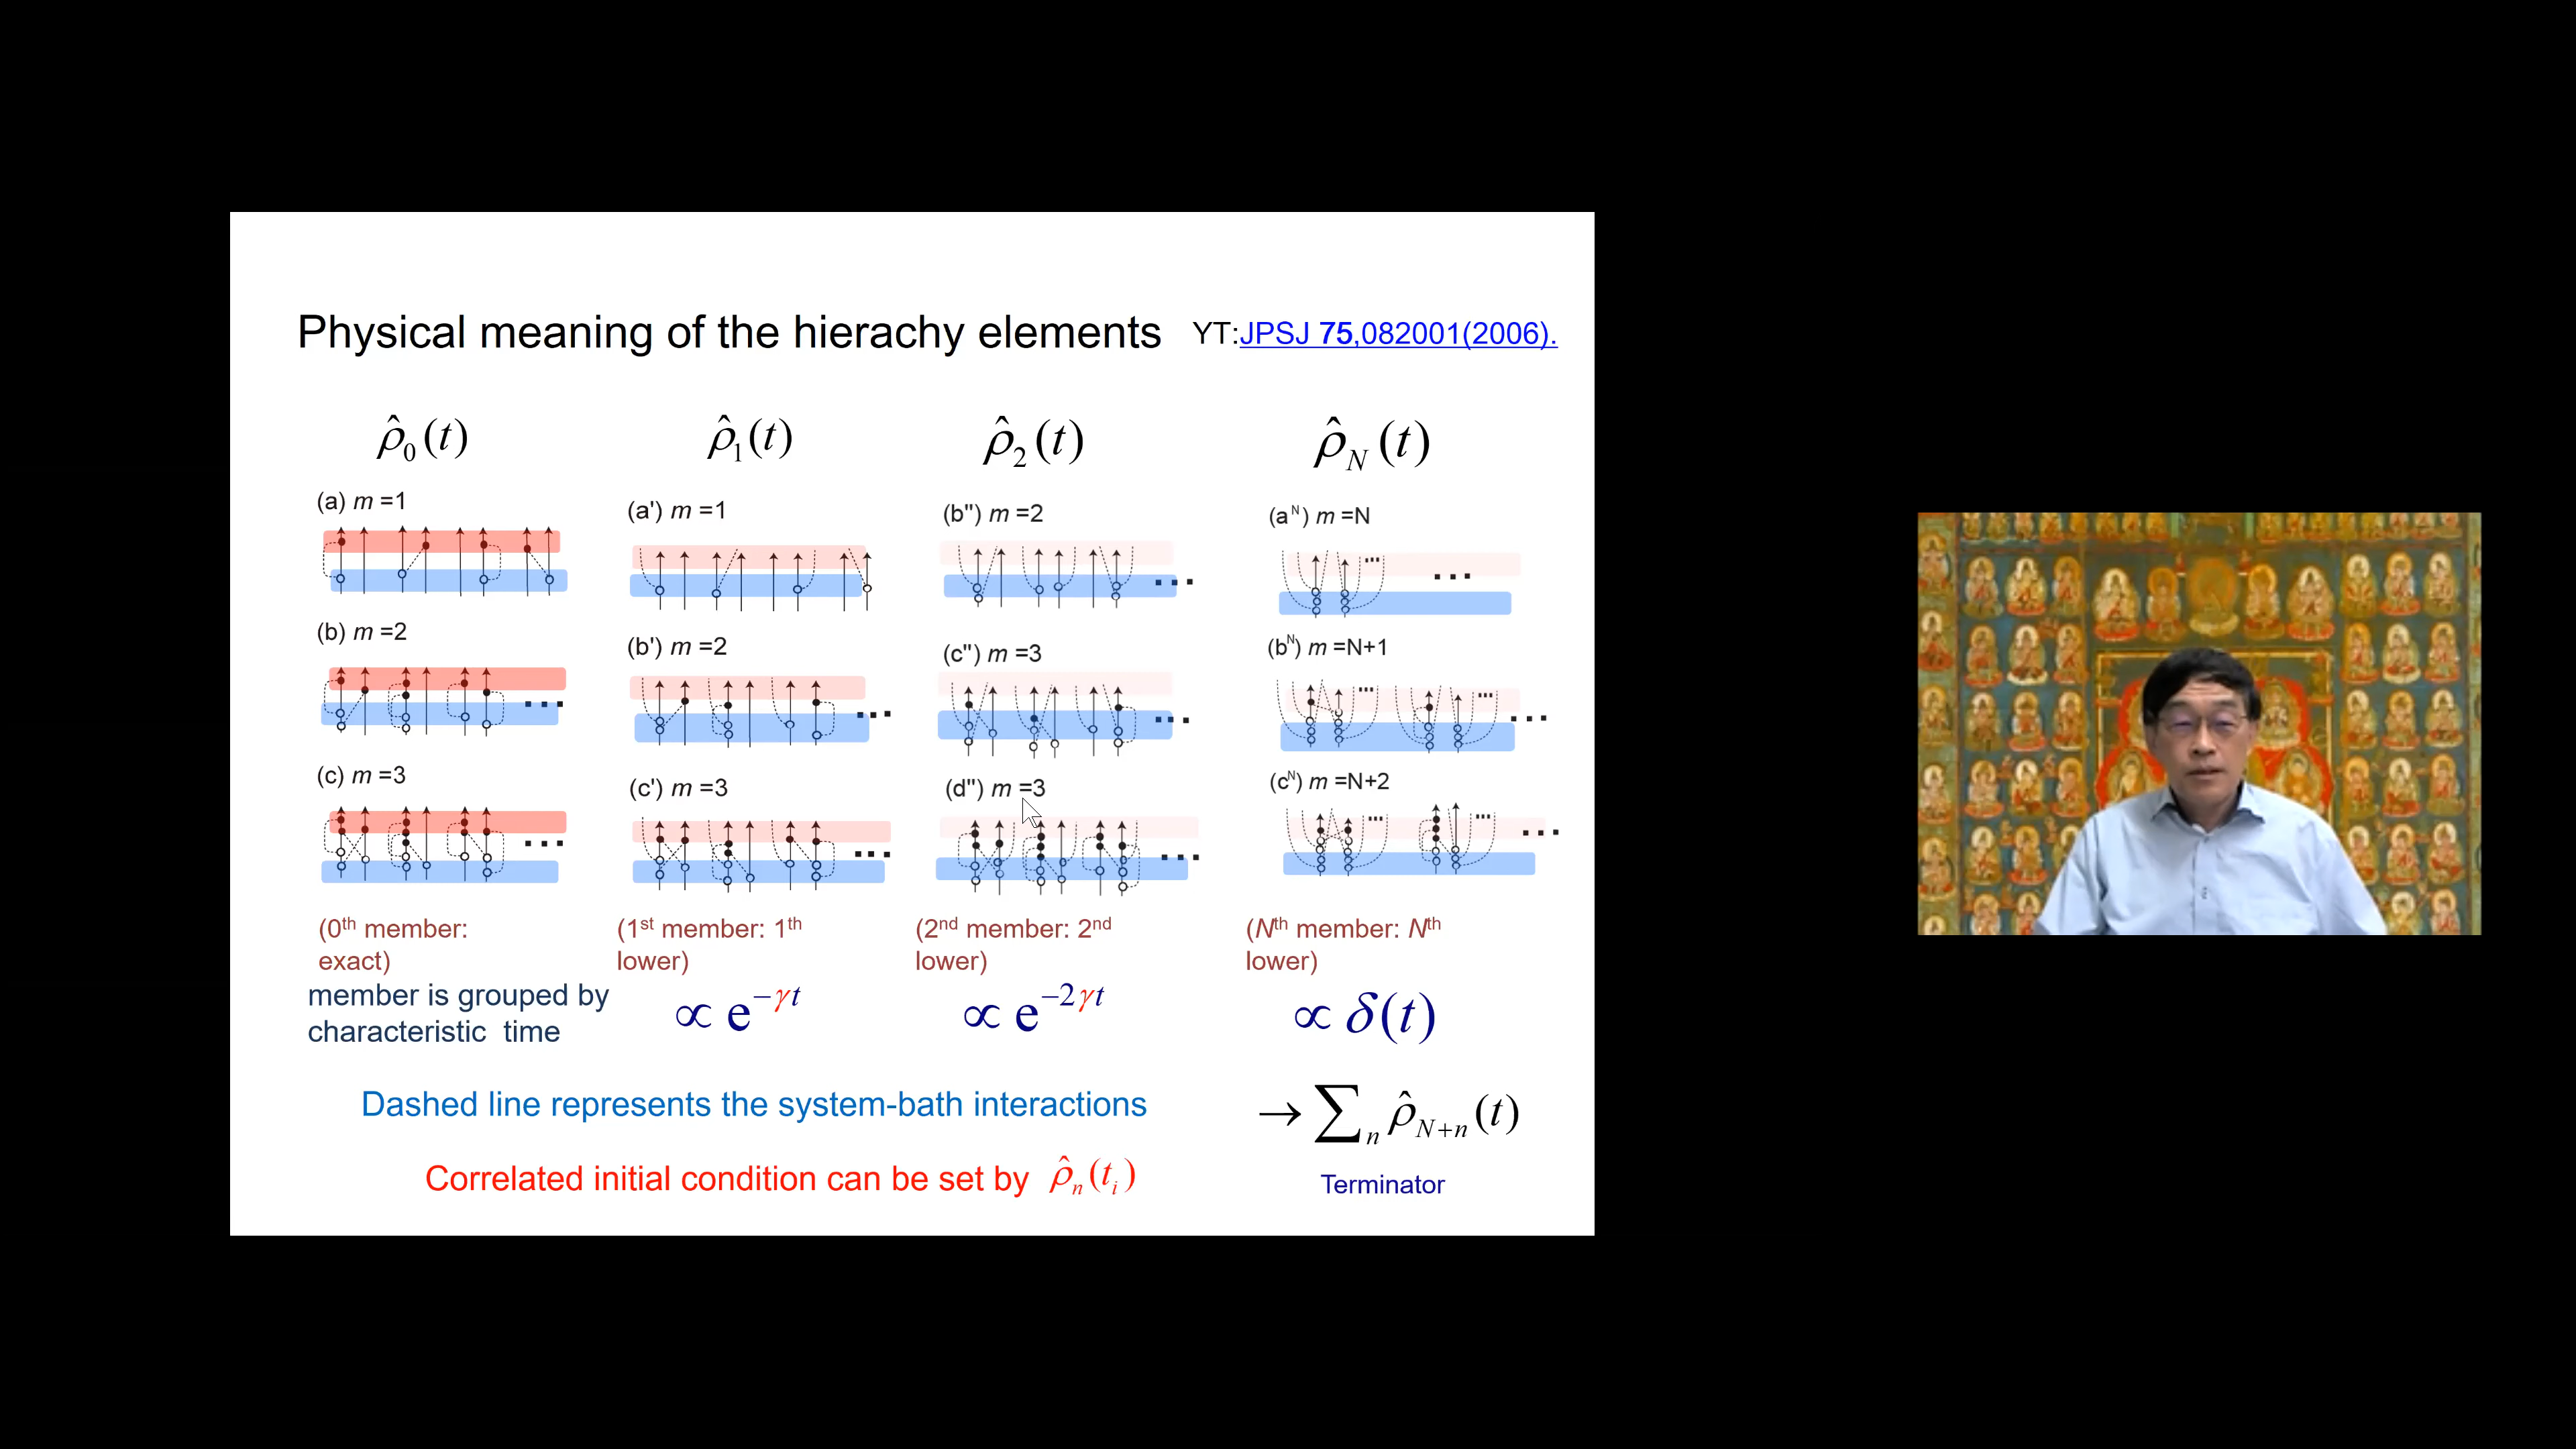 Physical meaning of the hierachy elements YT:JPSJ 75,082001(2006).
ρ̂₀(t) ρ̂₁(t) ρ̂₂(t) ρ̂_N(t)
(a) m =1 (a') m =1 (b") m =2 (aᴺ) m =N
(b) m =2 (b') m =2 (c") m =3 (bᴺ) m =N+1
(c) m =3 (c') m =3 (d") m =3 (cᴺ) m =N+2
(0th member: exact)
(1st member: 1th lower)
(2nd member: 2nd lower)
(Nth member: Nth lower)
member is grouped by
characteristic time
∝ e^−γt ∝ e^−2γt ∝ δ(t)
Dashed line represents the system-bath interactions
→ ∑ₙ ρ̂_N+n(t)
Correlated initial condition can be set by ρ̂ₙ(tᵢ)
Terminator